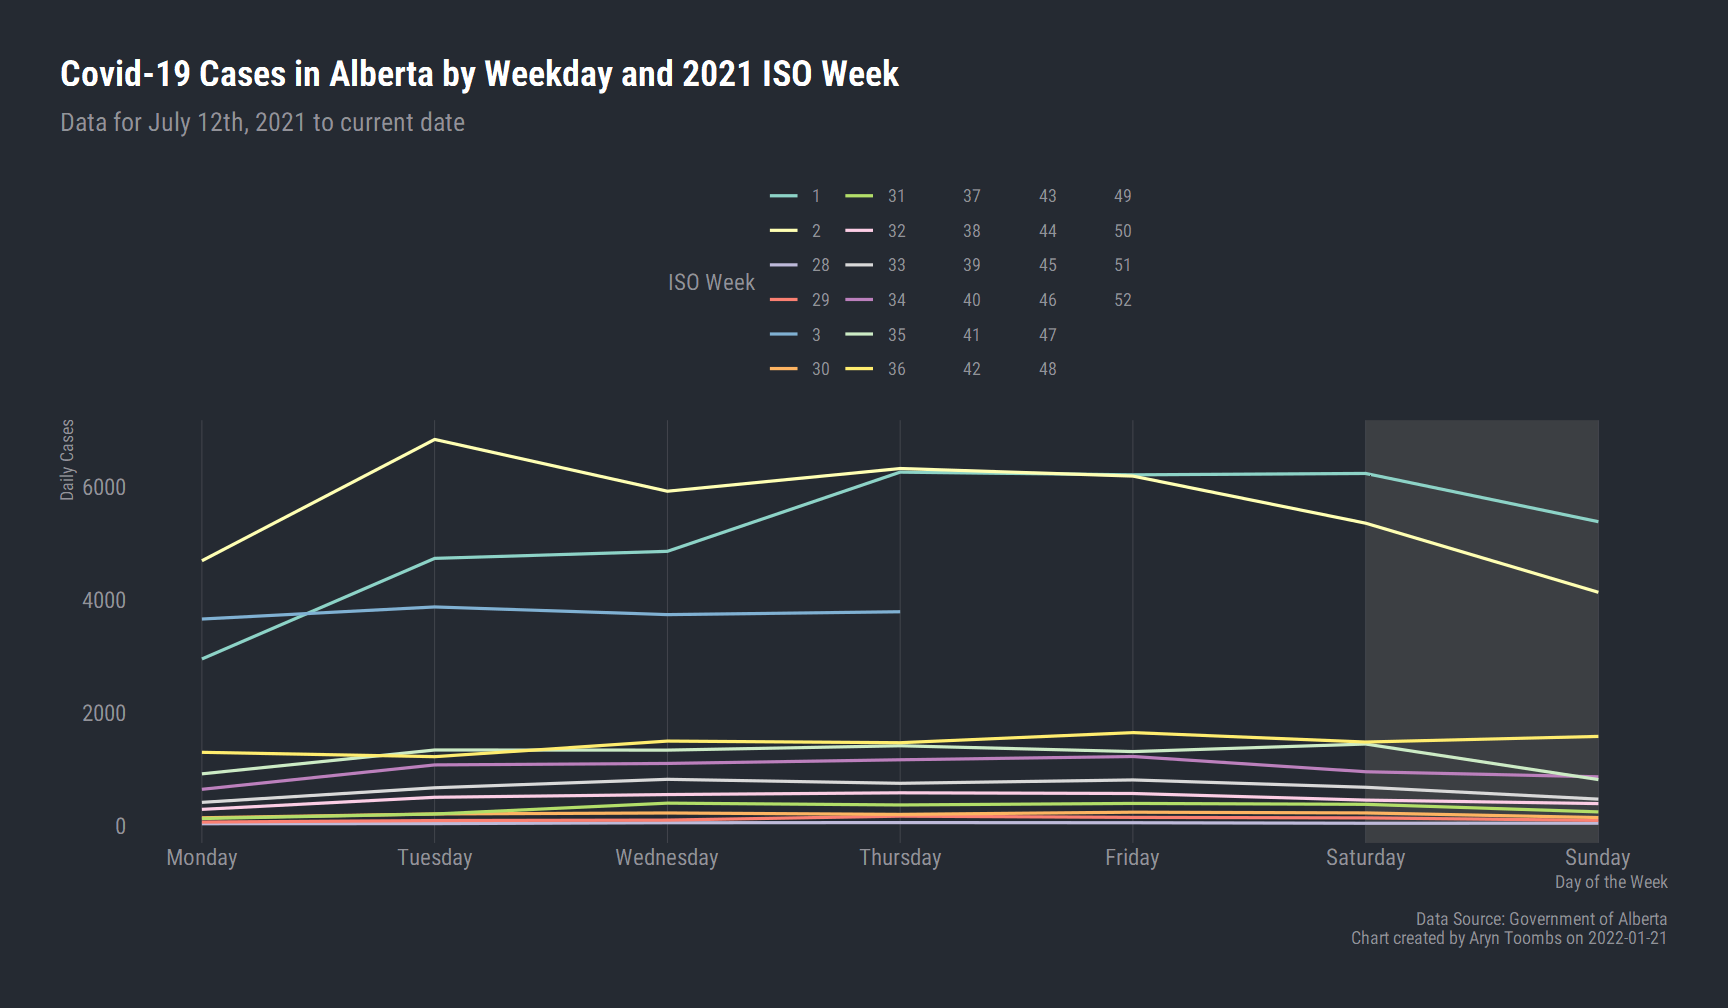 Covid-19 Cases in Alberta by Weekday and 2021 ISO Week
Data for July 12th, 2021 to current date
ISO Week
1 31 37 43 49
2 32 38 44 50
28 33 39 45 51
29 34 40 46 52
3 35 41 47
30 36 42 48
Daily Cases
6000
4000
2000
0
Monday Tuesday Wednesday Thursday Friday Saturday Sunday
Day of the Week
Data Source: Government of Alberta
Chart created by Aryn Toombs on 2022-01-21